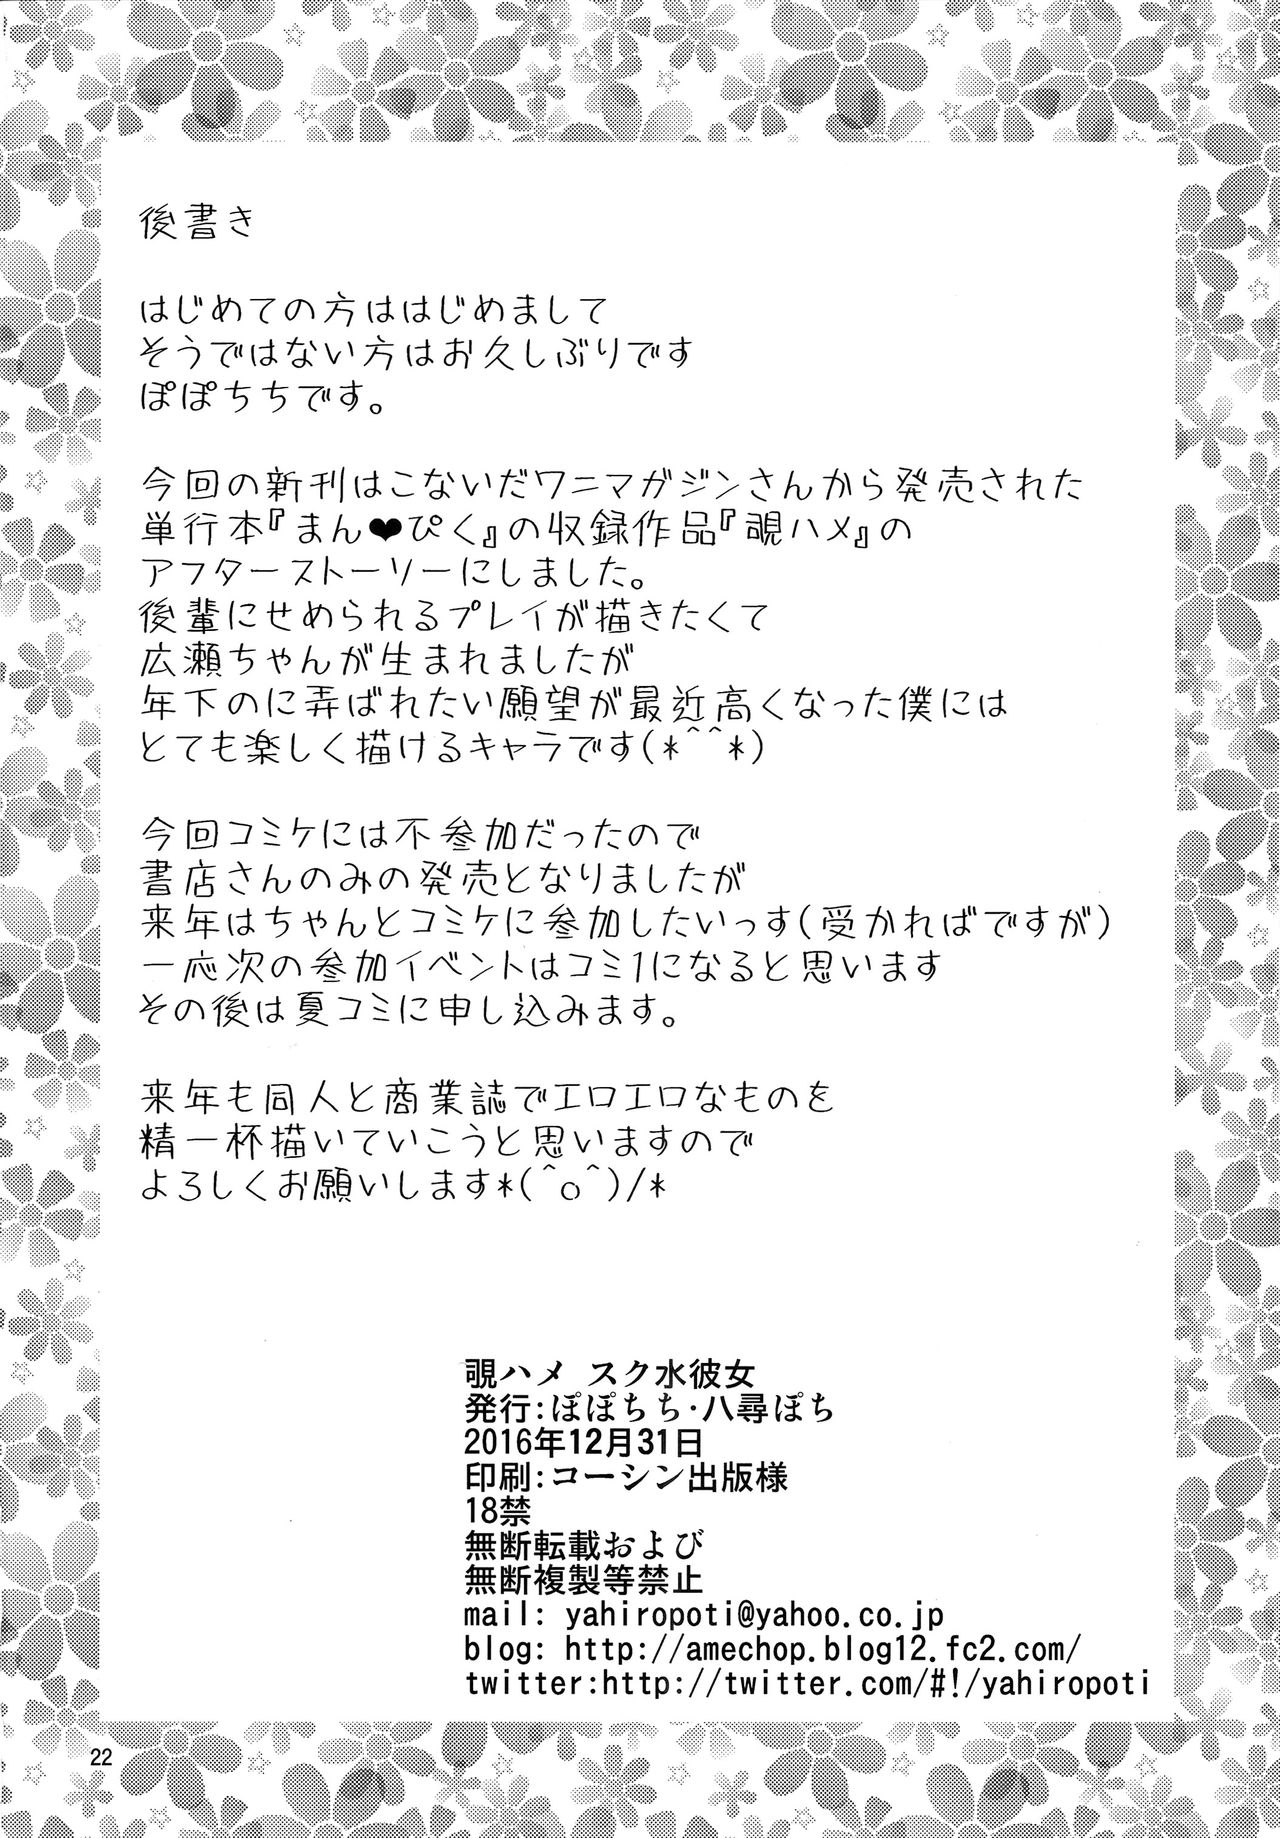 後書き
はじめての方ははじめまして
そうではない方はお久しぶりです
ぽぽちちです。
今回の新刊はこないだワニマガジンさんから発売された
単行本『まん❤ぴく』の収録作品『覗ハメ』の
アフターストーリーにしました。
後輩にせめられるプレイが描きたくて
広瀬ちゃんが生まれましたが
年下のに弄ばれたい願望が最近高くなった僕には
とても楽しく描けるキャラです(*^^*)
今回コミケには不参加だったので
書店さんのみの発売となりましたが
来年はちゃんとコミケに参加したいっす(受かればですが)
一応次の参加イベントはコミ1になると思います
その後は夏コミに申し込みます。
来年も同人と商業誌でエロエロなものを
精一杯描いていこうと思いますので
よろしくお願いします*(^o^)/*
覗ハメ スク水彼女
発行:ぽぽちち・八尋ぽち
2016年12月31日
印刷:コーシン出版様
18禁
無断転載および
無断複製等禁止
mail: yahiropoti@yahoo.co.jp
blog: http://amechop.blog12.fc2.com/
twitter:http://twitter.com/#!/yahiropoti
22